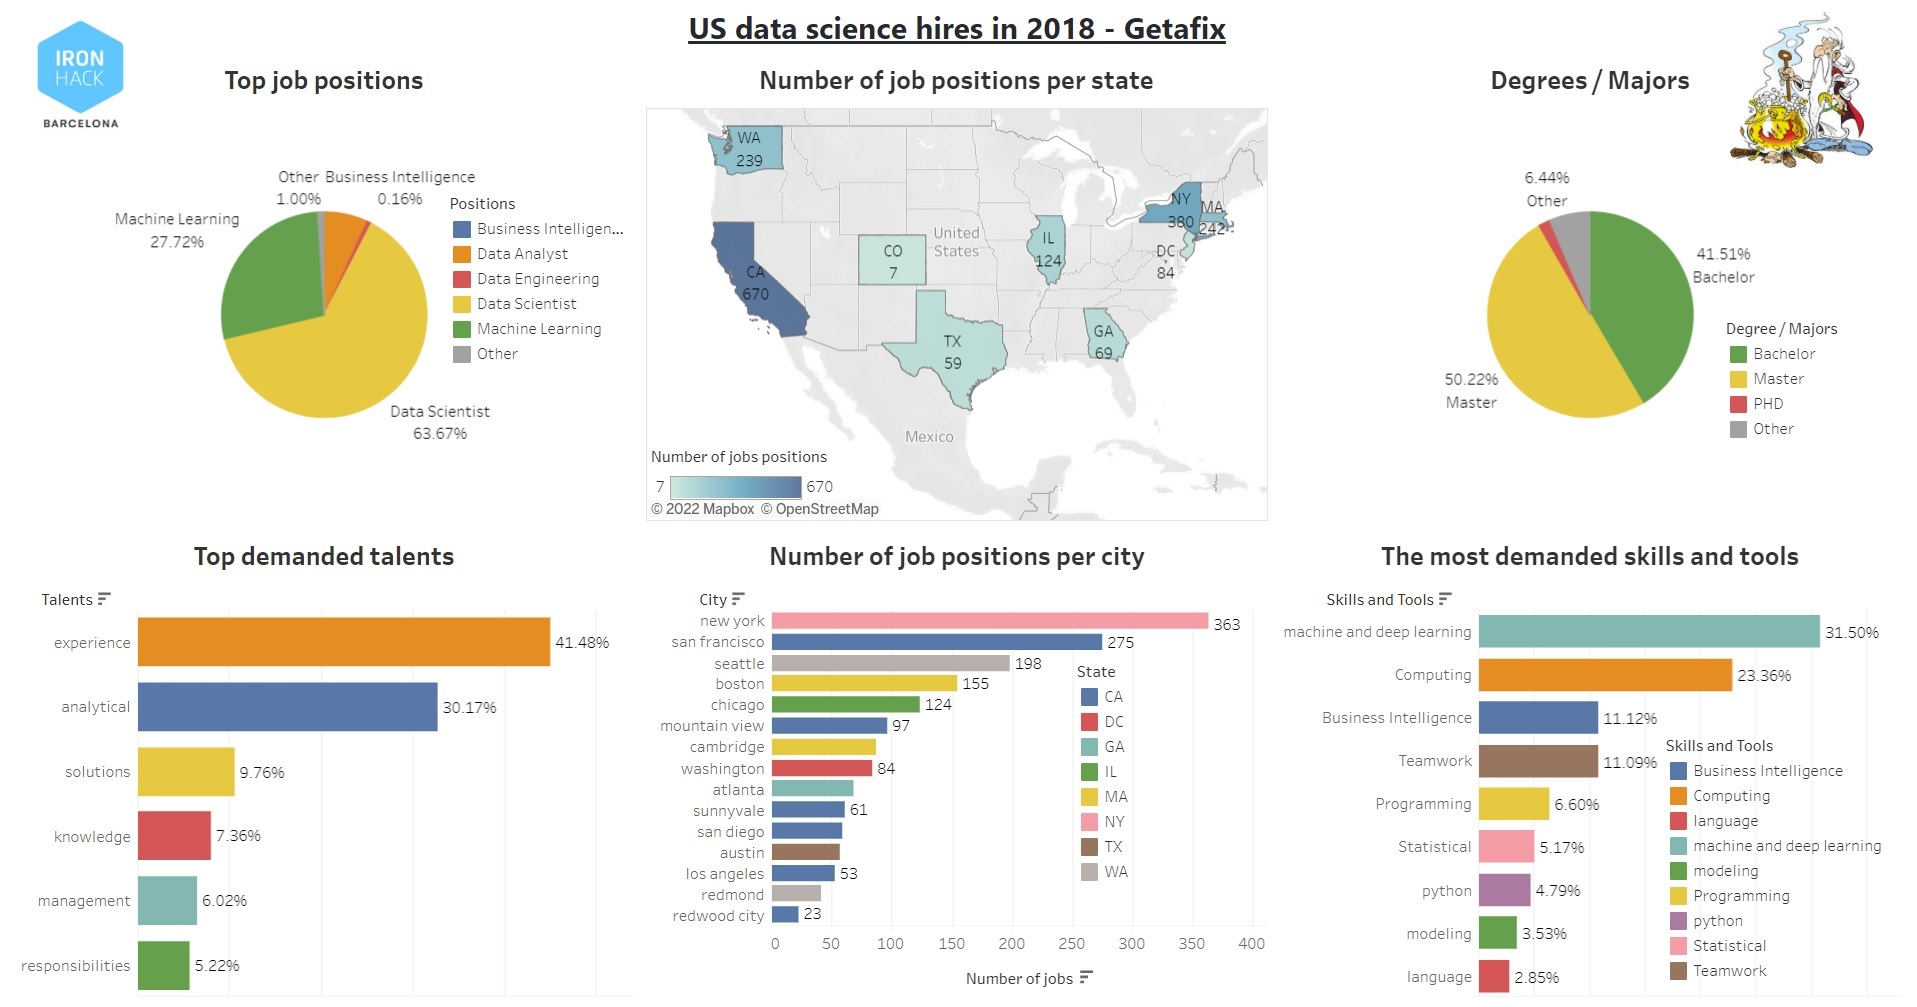 US data science hires in 2018 - Getafix
IRON
HACK
BARCELONA
Top job positions
Other
1.00%
Business Intelligence
0.16%
Machine Learning
27.72%
Data Scientist
63.67%
Positions
Business Intelligen...
Data Analyst
Data Engineering
Data Scientist
Machine Learning
Other
Number of job positions per state
WA
239
NY
380
MA
242
CO
7
United
States
IL
124
DC
84
CA
670
TX
59
GA
69
Mexico
Number of jobs positions
7
670
© 2022 Mapbox © OpenStreetMap
Degrees / Majors
6.44%
Other
41.51%
Bachelor
50.22%
Master
Degree / Majors
Bachelor
Master
PHD
Other
Top demanded talents
Talents
experience 41.48%
analytical 30.17%
solutions 9.76%
knowledge 7.36%
management 6.02%
responsibilities 5.22%
Number of job positions per city
City
new york 363
san francisco 275
seattle 198
boston 155
chicago 124
mountain view 97
cambridge
washington 84
atlanta
sunnyvale 61
san diego
austin
los angeles 53
redmond
redwood city 23
0 50 100 150 200 250 300 350 400
Number of jobs
State
CA
DC
GA
IL
MA
NY
TX
WA
The most demanded skills and tools
Skills and Tools
machine and deep learning 31.50%
Computing 23.36%
Business Intelligence 11.12%
Teamwork 11.09%
Programming 6.60%
Statistical 5.17%
python 4.79%
modeling 3.53%
language 2.85%
Skills and Tools
Business Intelligence
Computing
language
machine and deep learning
modeling
Programming
python
Statistical
Teamwork